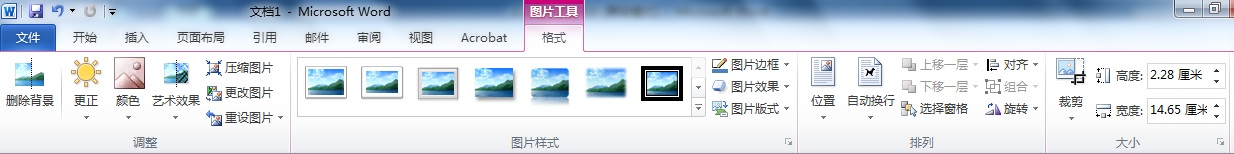 文档1 - Microsoft Word
图片工具
文件 开始 插入 页面布局 引用 邮件 审阅 视图 Acrobat 格式
删除背景 更正 颜色 艺术效果 压缩图片 更改图片 重设图片
图片边框 图片效果 图片版式
位置 自动换行 上移一层 下移一层 选择窗格 对齐 组合 旋转
裁剪 高度: 2.28 厘米
宽度: 14.65 厘米
调整 图片样式 排列 大小